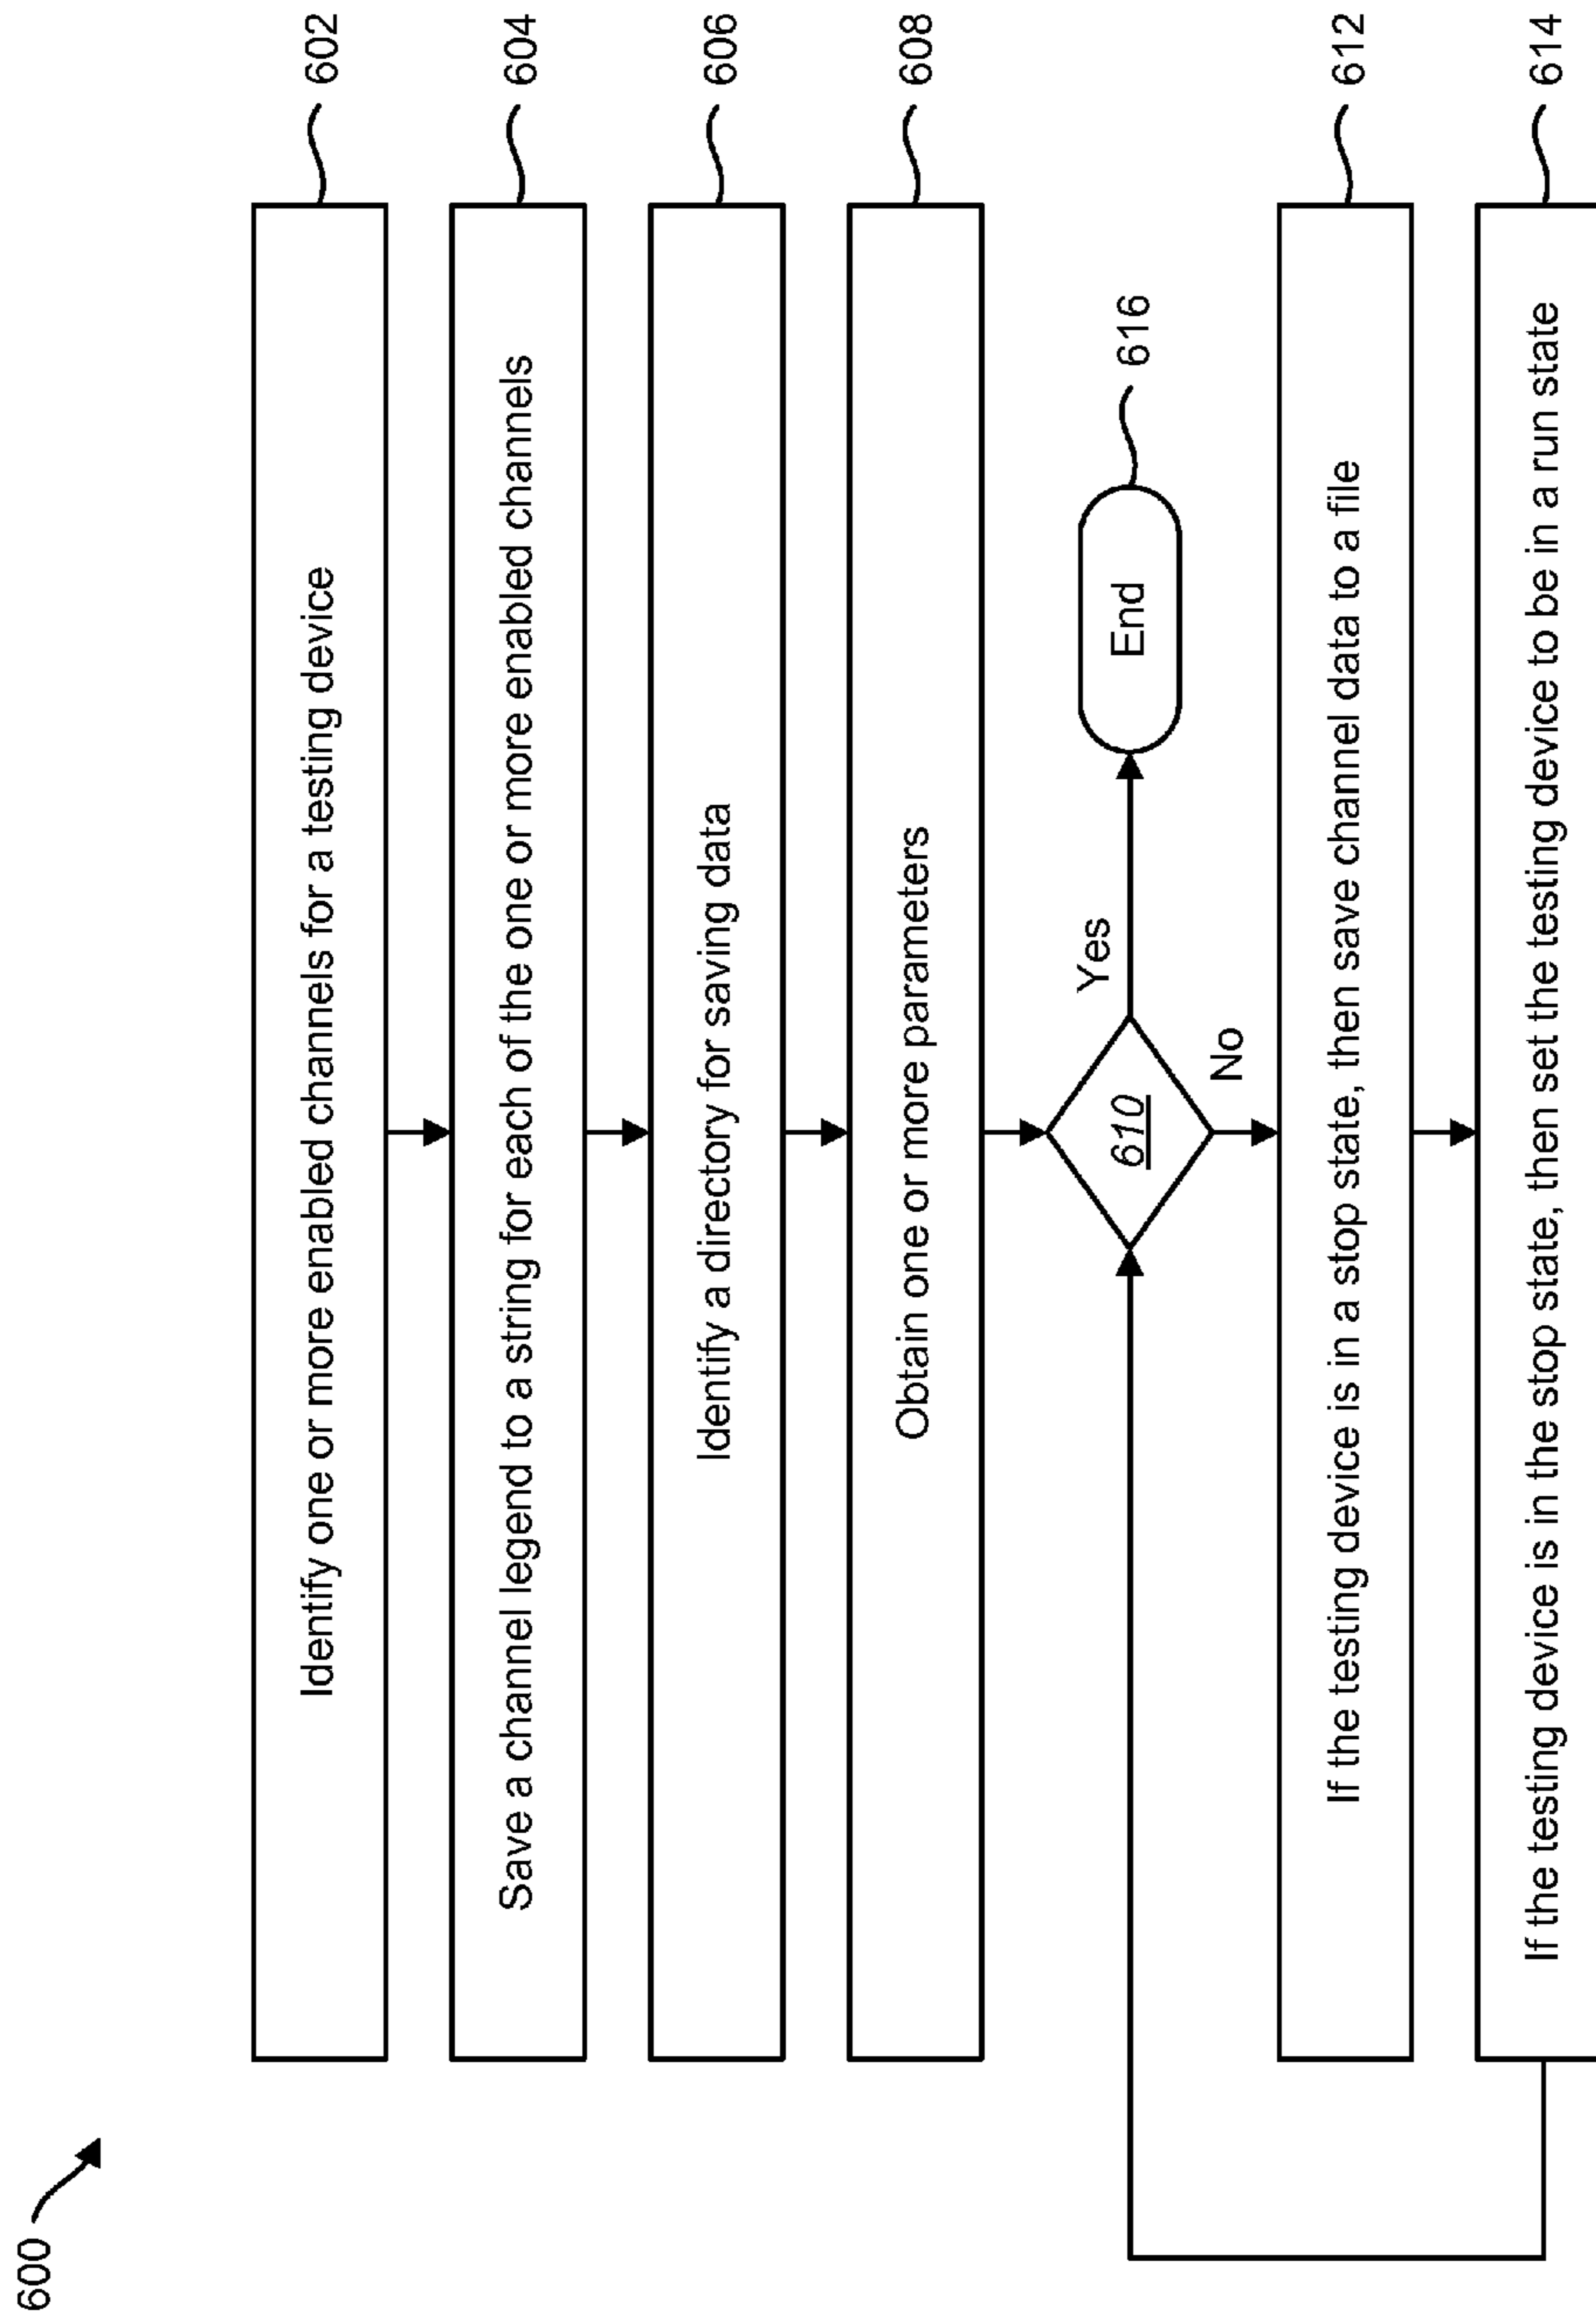 600
Identify one or more enabled channels for a testing device
602
Save a channel legend to a string for each of the one or more enabled channels
604
Identify a directory for saving data
606
Obtain one or more parameters
608
610
Yes
End
616
No
If the testing device is in a stop state, then save channel data to a file
612
If the testing device is in the stop state, then set the testing device to be in a run state
614